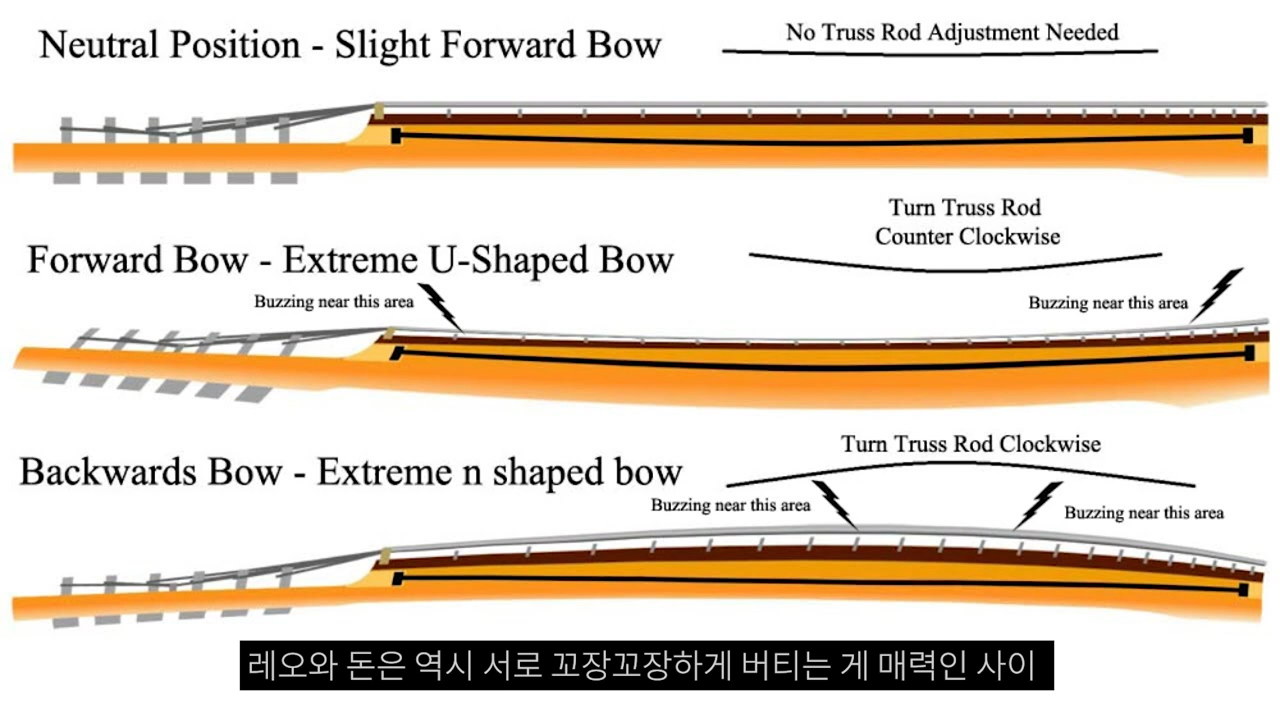 Neutral Position - Slight Forward Bow
No Truss Rod Adjustment Needed
Turn Truss Rod
Counter Clockwise
Forward Bow - Extreme U-Shaped Bow
Buzzing near this area
Buzzing near this area
Turn Truss Rod Clockwise
Backwards Bow - Extreme n shaped bow
Buzzing near this area
Buzzing near this area
레오와 돈은 역시 서로 꼬장꼬장하게 버티는 게 매력인 사이